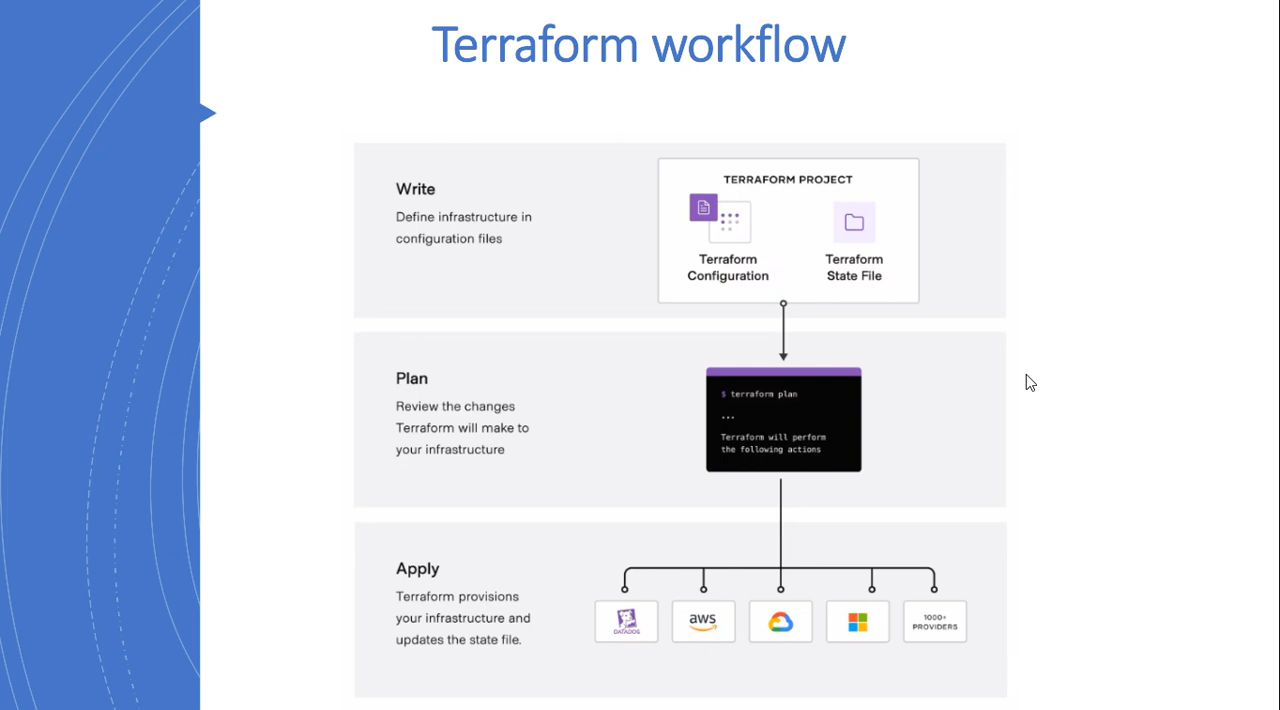 Terraform workflow
Write
Define infrastructure in
configuration files
TERRAFORM PROJECT
Terraform
Configuration
Terraform
State File
Plan
Review the changes
Terraform will make to
your infrastructure
$ terraform plan
...
Terraform will perform
the following actions
Apply
Terraform provisions
your infrastructure and
updates the state file.
DATADOG
aws
1000+
PROVIDERS